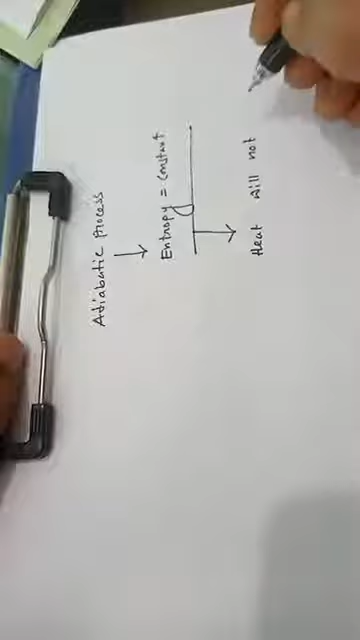 Adiabatic Process
Entropy = constant
Heat will not